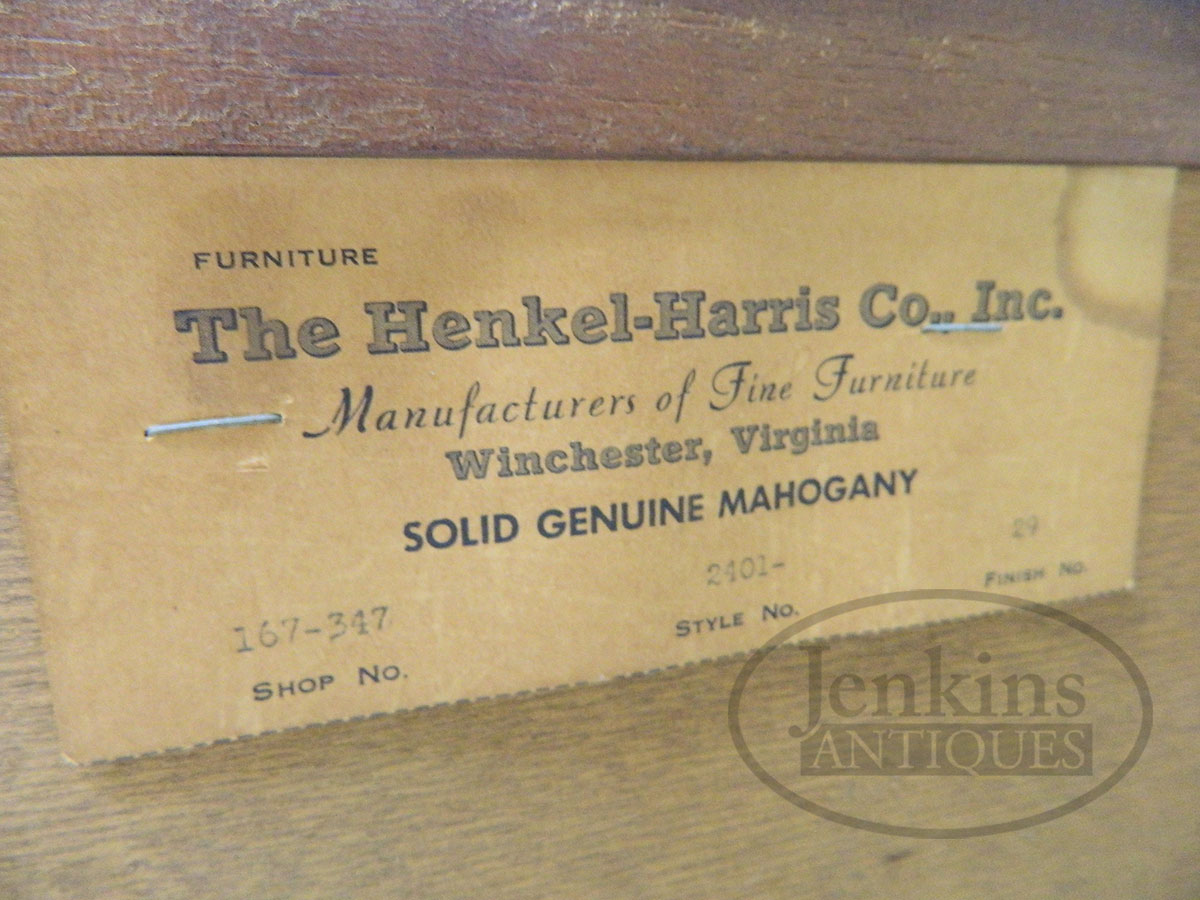 FURNITURE
The Henkel-Harris Co., Inc.
Manufacturers of Fine Furniture
Winchester, Virginia
SOLID GENUINE MAHOGANY
167-347 2401- 29
SHOP NO. STYLE NO. FINISH NO.
Jenkins
ANTIQUES